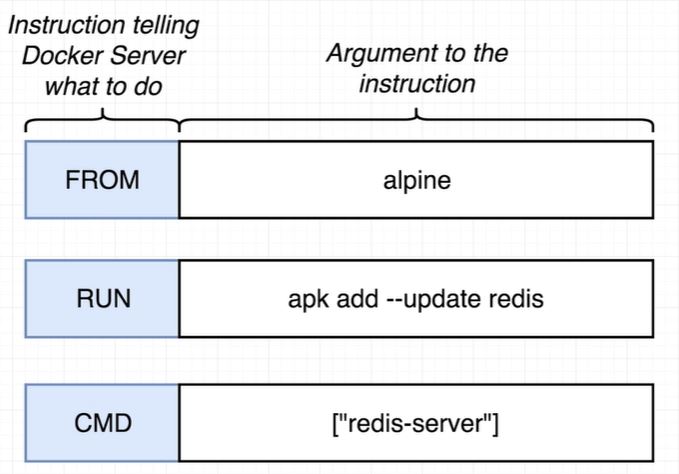 Instruction telling
Docker Server
what to do
Argument to the
instruction
FROM
alpine
RUN
apk add --update redis
CMD
["redis-server"]